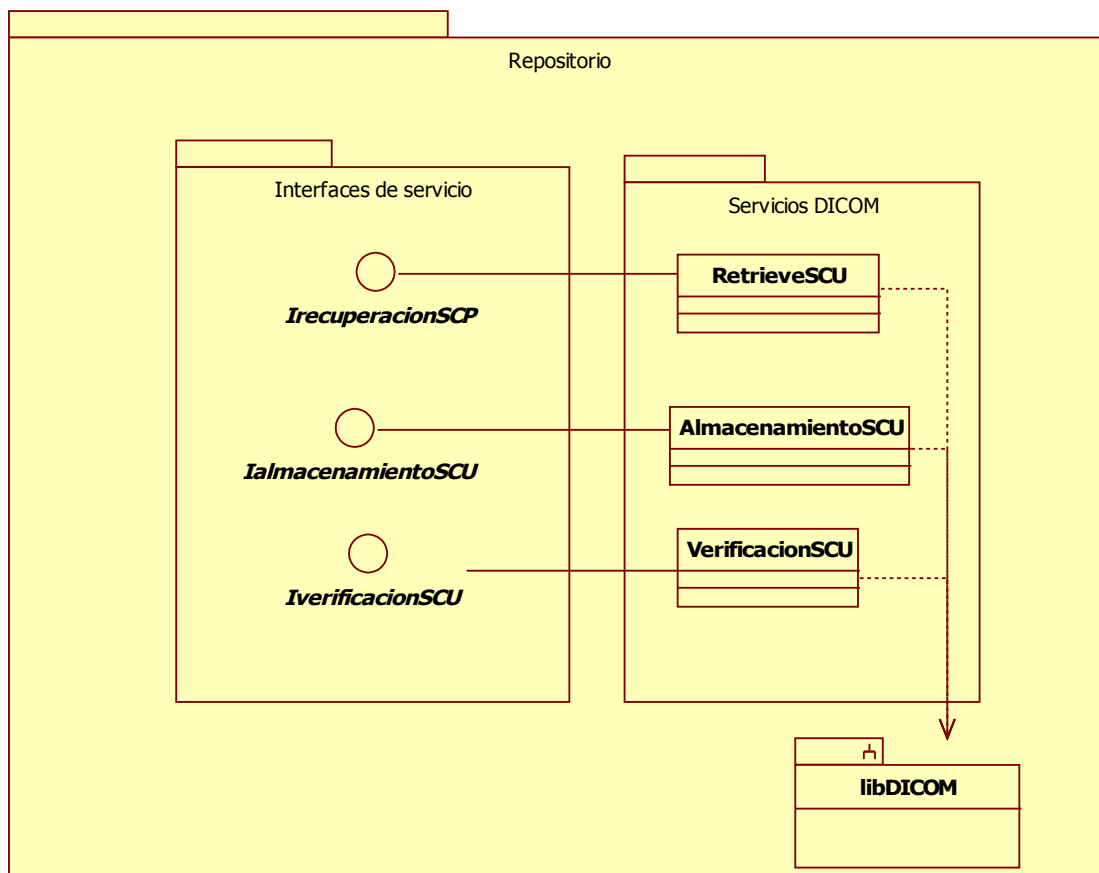 Repositorio
Interfaces de servicio
Servicios DICOM
RetrieveSCU
IrecuperacionSCP
AlmacenamientoSCU
IalmacenamientoSCU
VerificacionSCU
IverificacionSCU
libDICOM